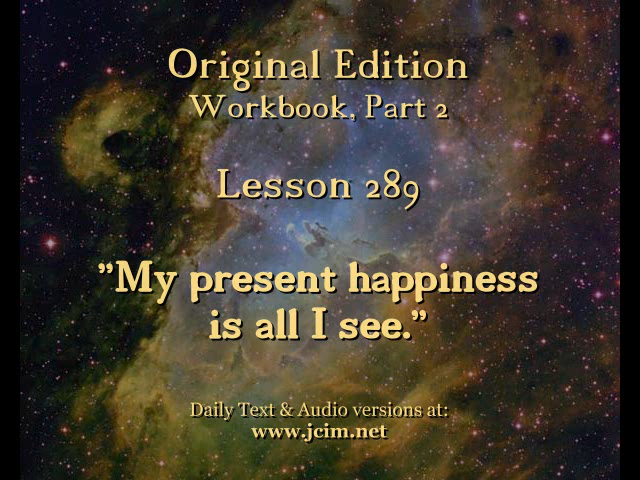 Original Edition
Workbook, Part 2
Lesson 289
"My present happiness
is all I see."
Daily Text & Audio versions at:
www.jcim.net